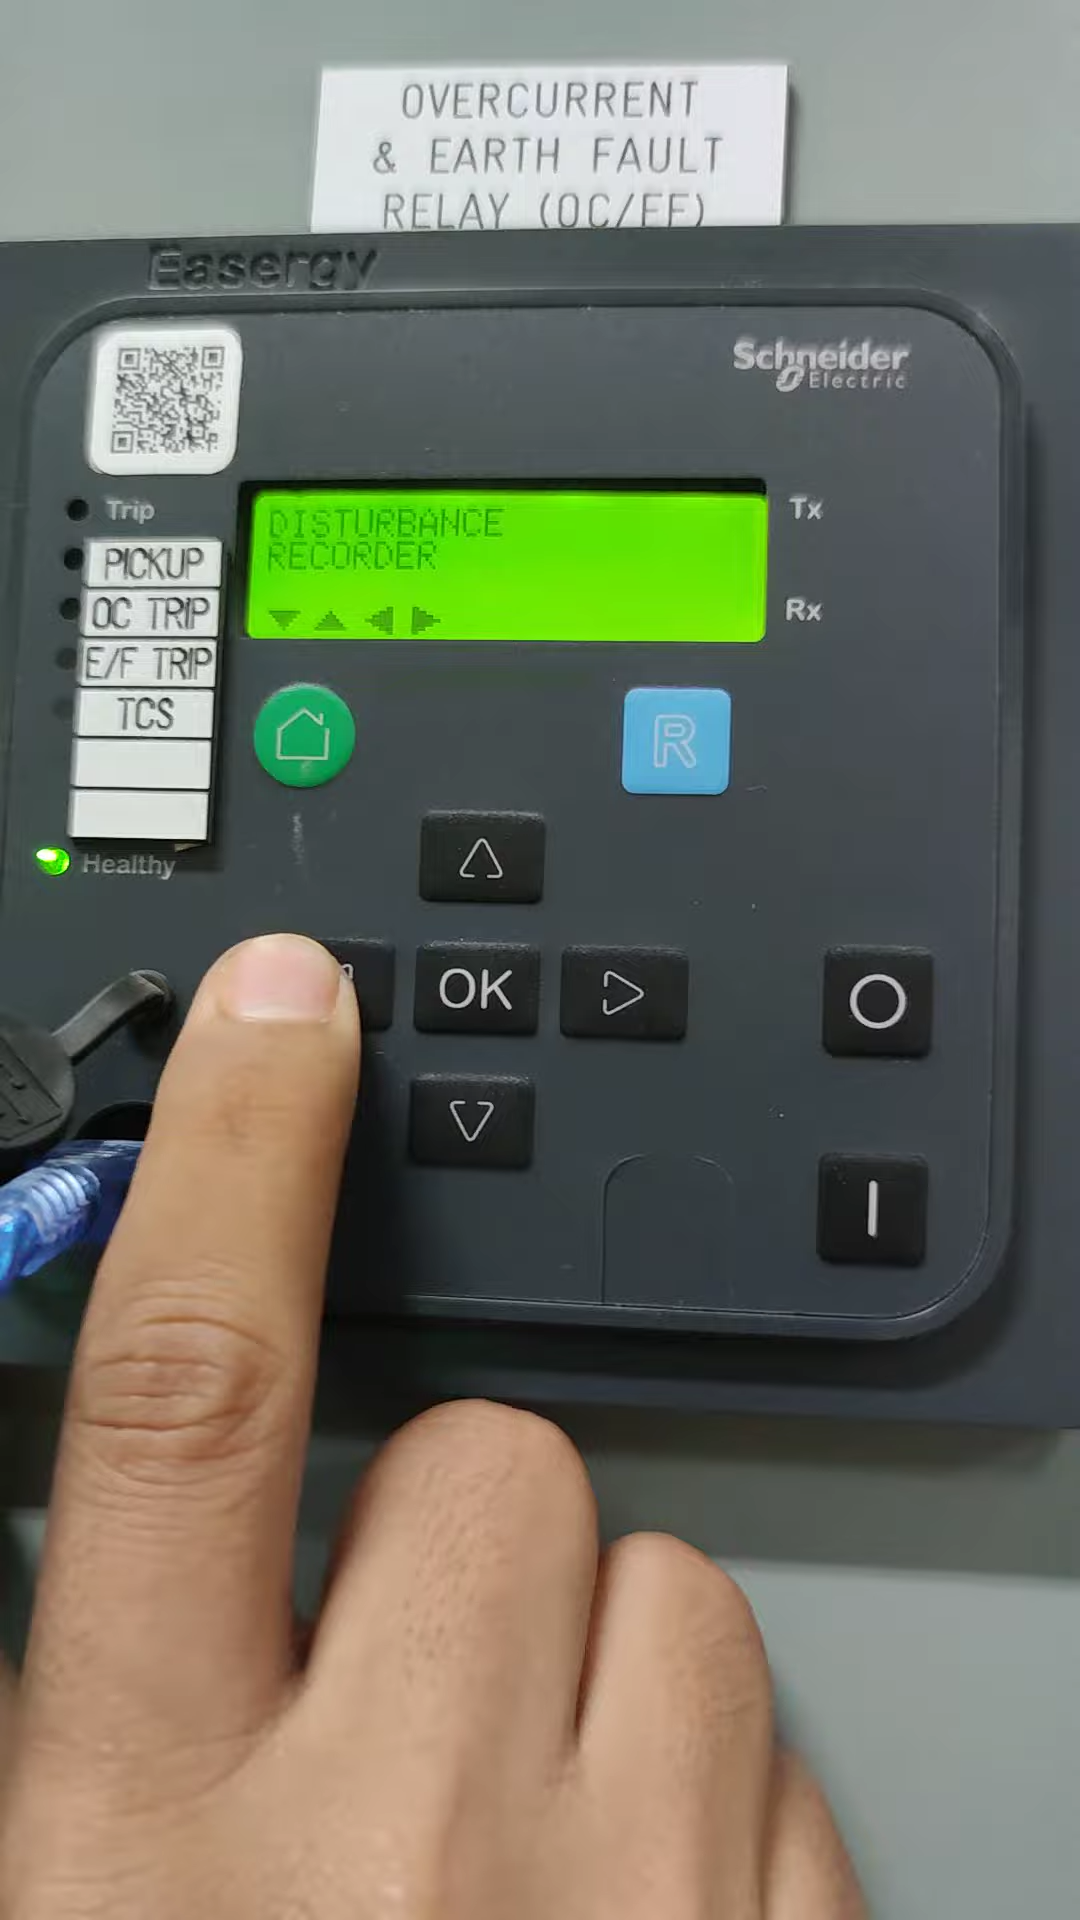 OVERCURRENT
& EARTH FAULT
RELAY (OC/EF)
Easergy
Schneider
Electric
Trip
PICKUP
OC TRIP
E/F TRIP
TCS
Healthy
DISTURBANCE
RECORDER
Tx
Rx
R
OK